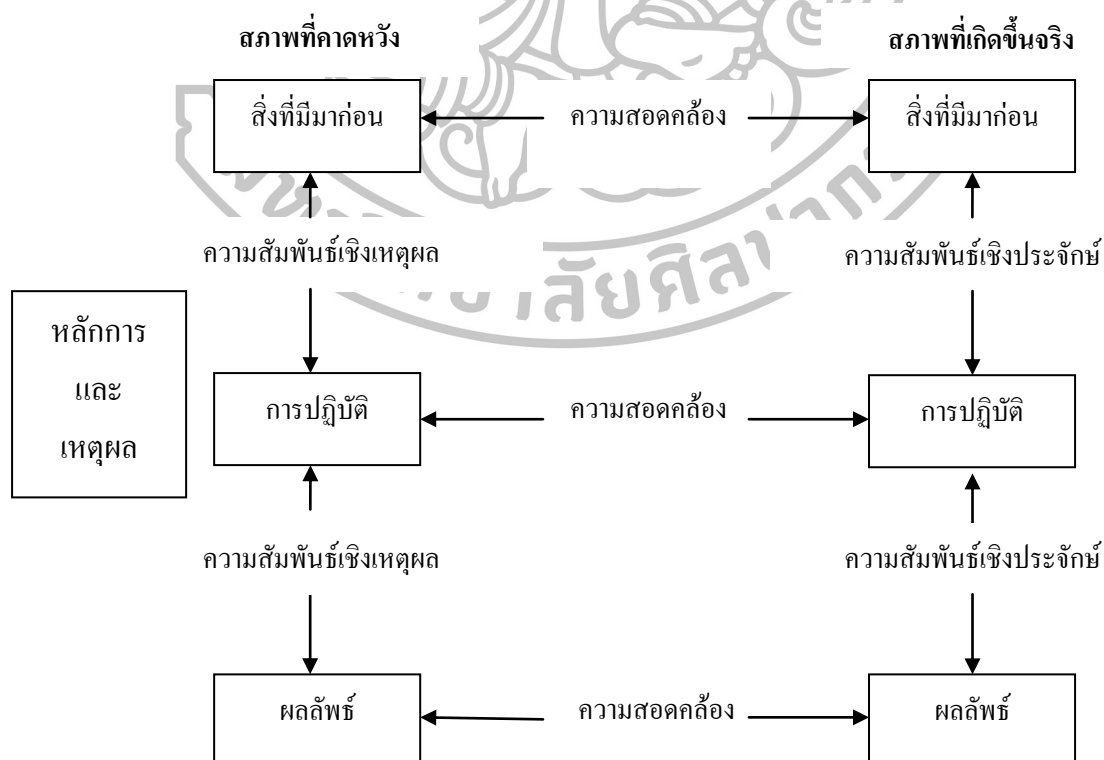 สภาพที่คาดหวัง สภาพที่เกิดขึ้นจริง
สิ่งที่มีมาก่อน ความสอดคล้อง สิ่งที่มีมาก่อน
ความสัมพันธ์เชิงเหตุผล ความสัมพันธ์เชิงประจักษ์
หลักการ
และ
เหตุผล
การปฏิบัติ ความสอดคล้อง การปฏิบัติ
ความสัมพันธ์เชิงเหตุผล ความสัมพันธ์เชิงประจักษ์
ผลลัพธ์ ความสอดคล้อง ผลลัพธ์